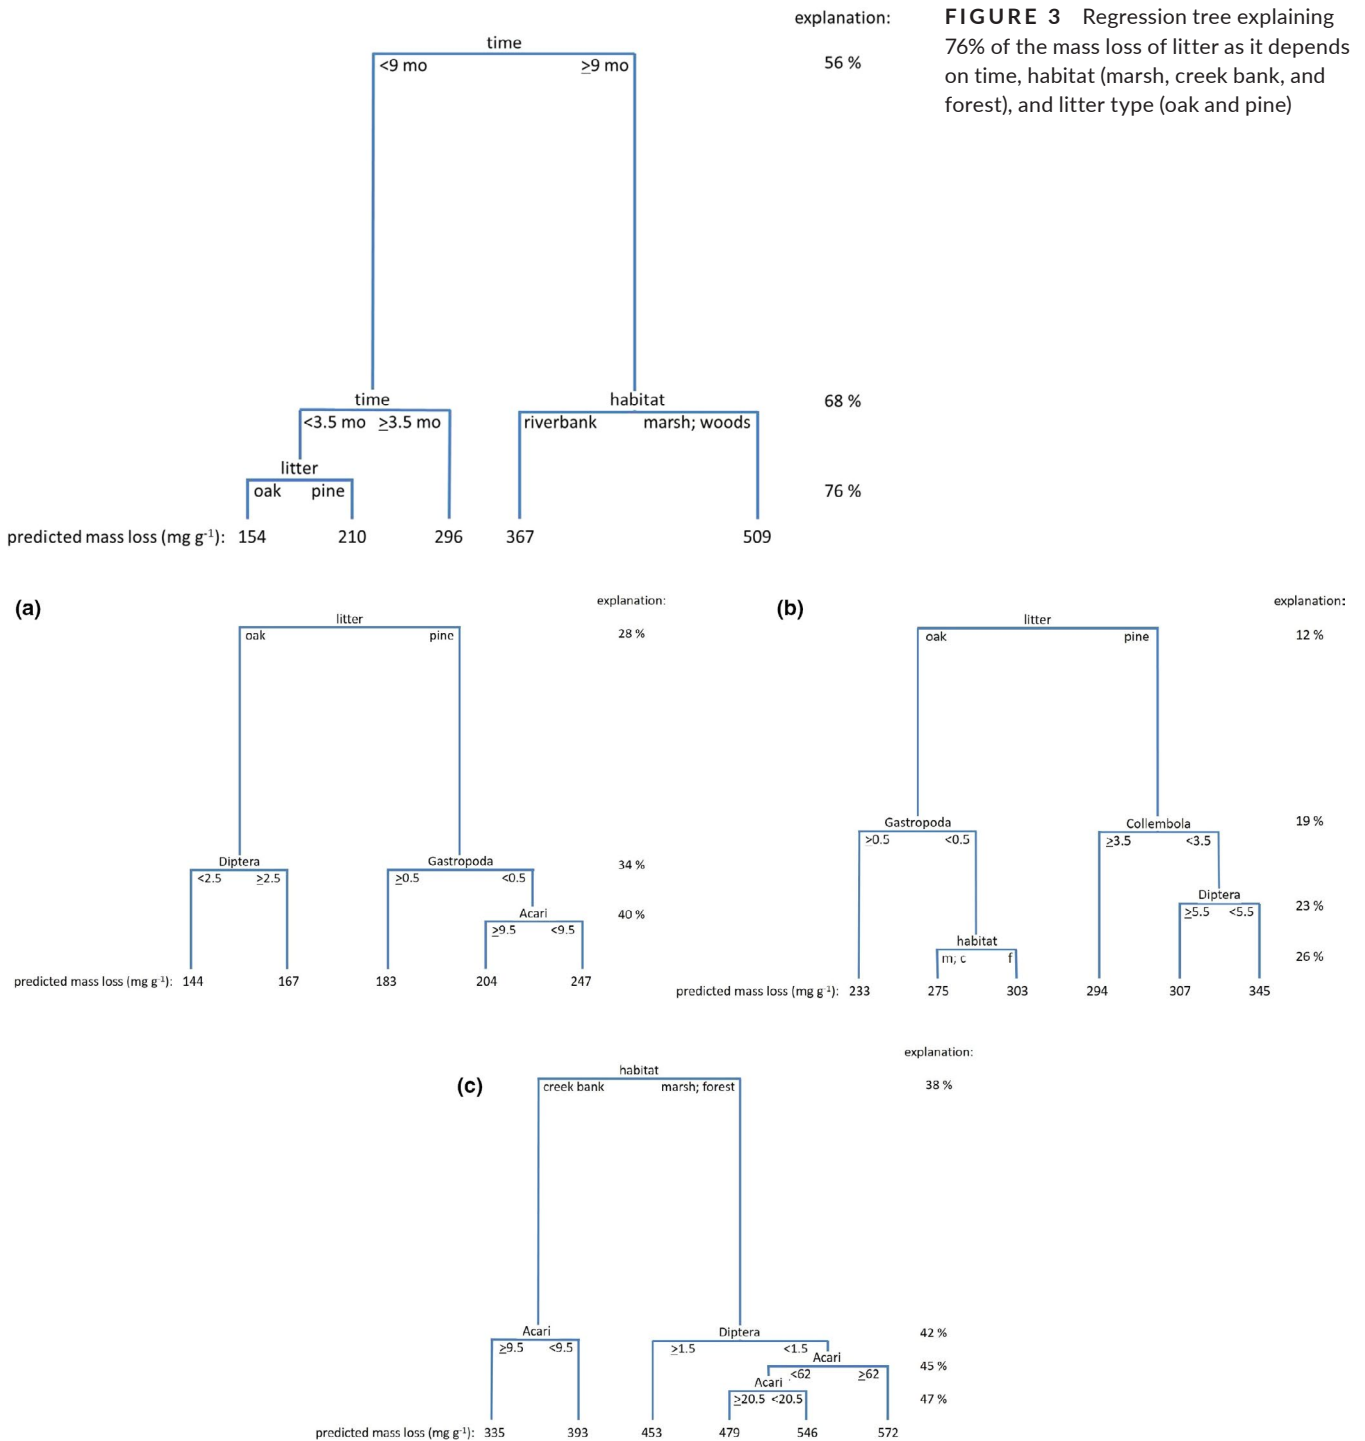 explanation:
FIGURE 3 Regression tree explaining
76% of the mass loss of litter as it depends
on time, habitat (marsh, creek bank, and
forest), and litter type (oak and pine)
time
<9 mo ≥9 mo 56 %
time habitat 68 %
<3.5 mo ≥3.5 mo riverbank marsh; woods
litter
oak pine 76 %
predicted mass loss (mg g-1): 154 210 296 367 509
(a)
explanation:
litter
oak pine 28 %
Diptera Gastropoda 34 %
<2.5 ≥2.5 ≥0.5 <0.5
Acari 40 %
≥9.5 <9.5
predicted mass loss (mg g-1): 144 167 183 204 247
(b)
explanation:
litter
oak pine 12 %
Gastropoda Collembola 19 %
≥0.5 <0.5 ≥3.5 <3.5
Diptera
≥5.5 <5.5 23 %
habitat
m; c f 26 %
predicted mass loss (mg g-1): 233 275 303 294 307 345
explanation:
(c)
habitat
creek bank marsh; forest 38 %
Acari Diptera 42 %
≥9.5 <9.5 ≥1.5 <1.5
Acari 45 %
<62 ≥62
Acari
≥20.5 <20.5 47 %
predicted mass loss (mg g-1): 335 393 453 479 546 572